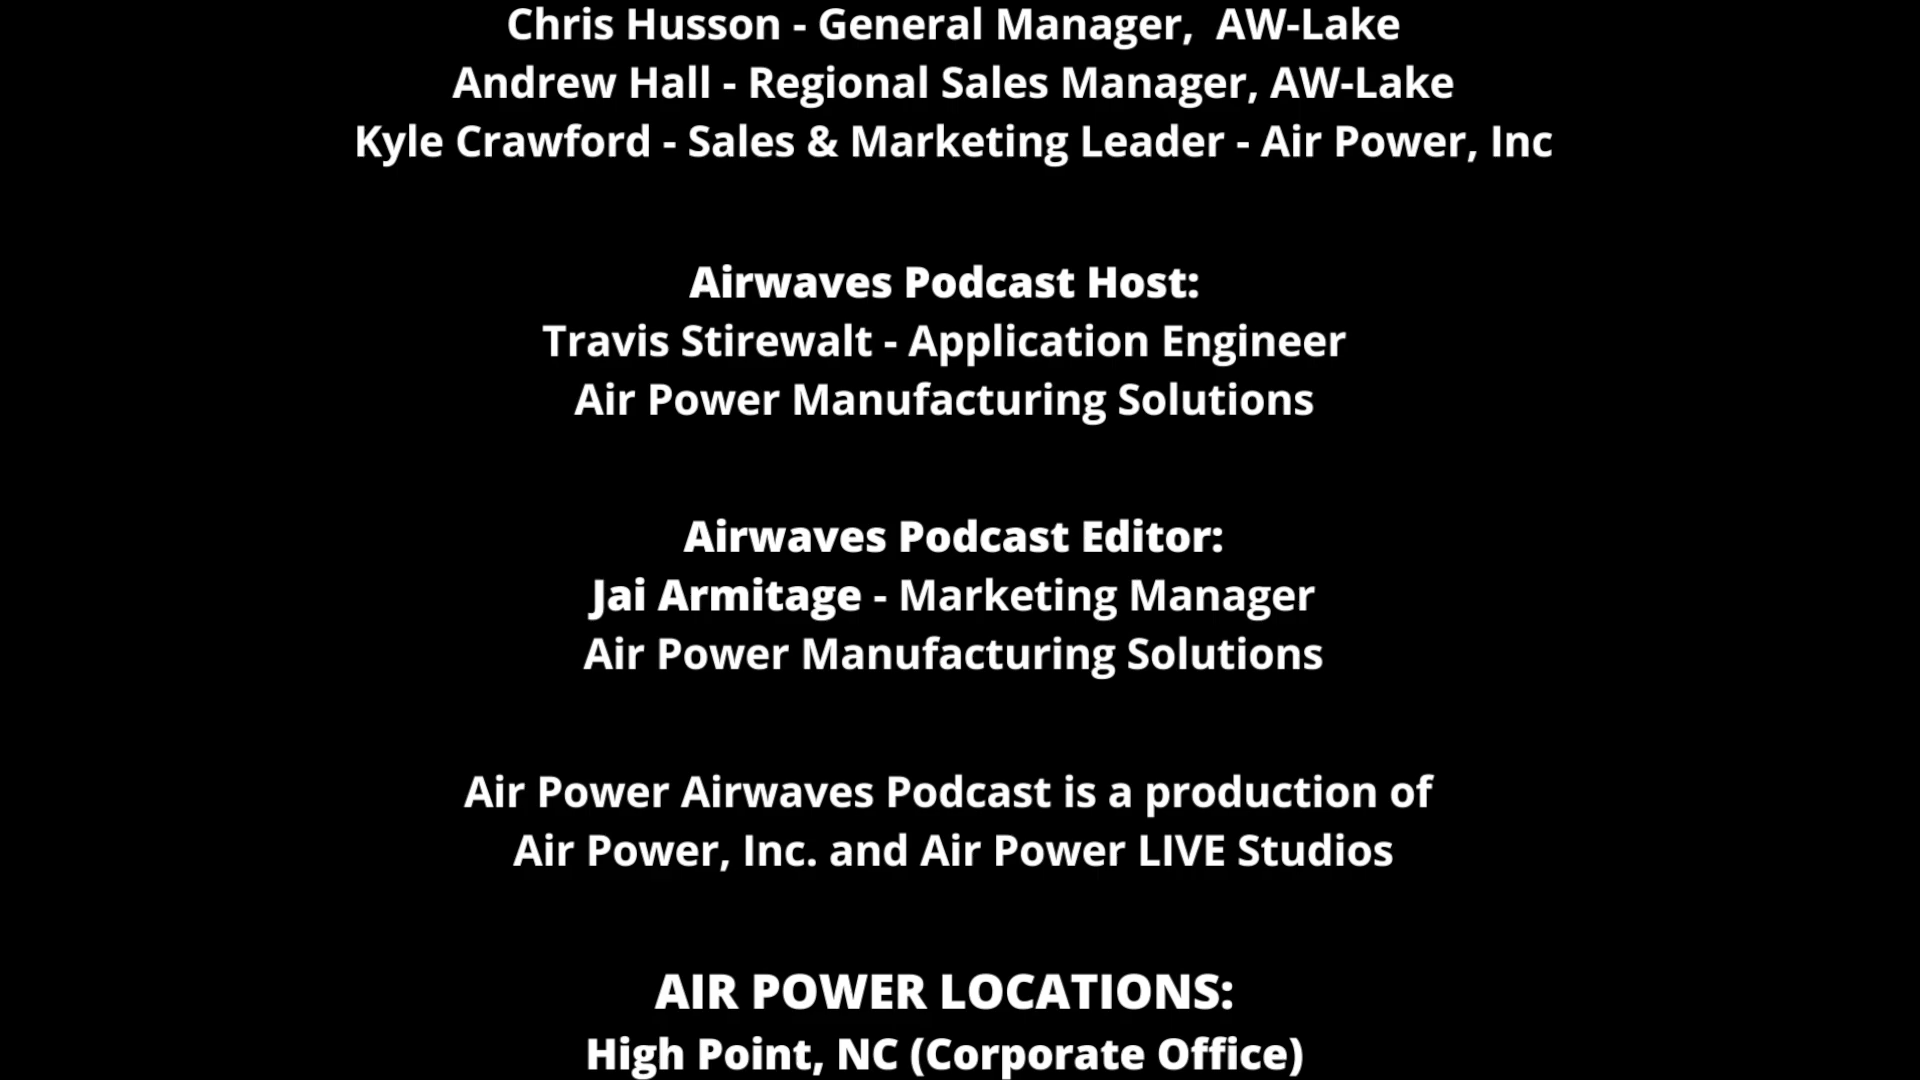 Chris Husson - General Manager,  AW-Lake
Andrew Hall - Regional Sales Manager, AW-Lake
Kyle Crawford - Sales & Marketing Leader - Air Power, Inc
Airwaves Podcast Host:
Travis Stirewalt - Application Engineer
Air Power Manufacturing Solutions
Airwaves Podcast Editor:
Jai Armitage - Marketing Manager
Air Power Manufacturing Solutions
Air Power Airwaves Podcast is a production of
Air Power, Inc. and Air Power LIVE Studios
AIR POWER LOCATIONS:
High Point, NC (Corporate Office)